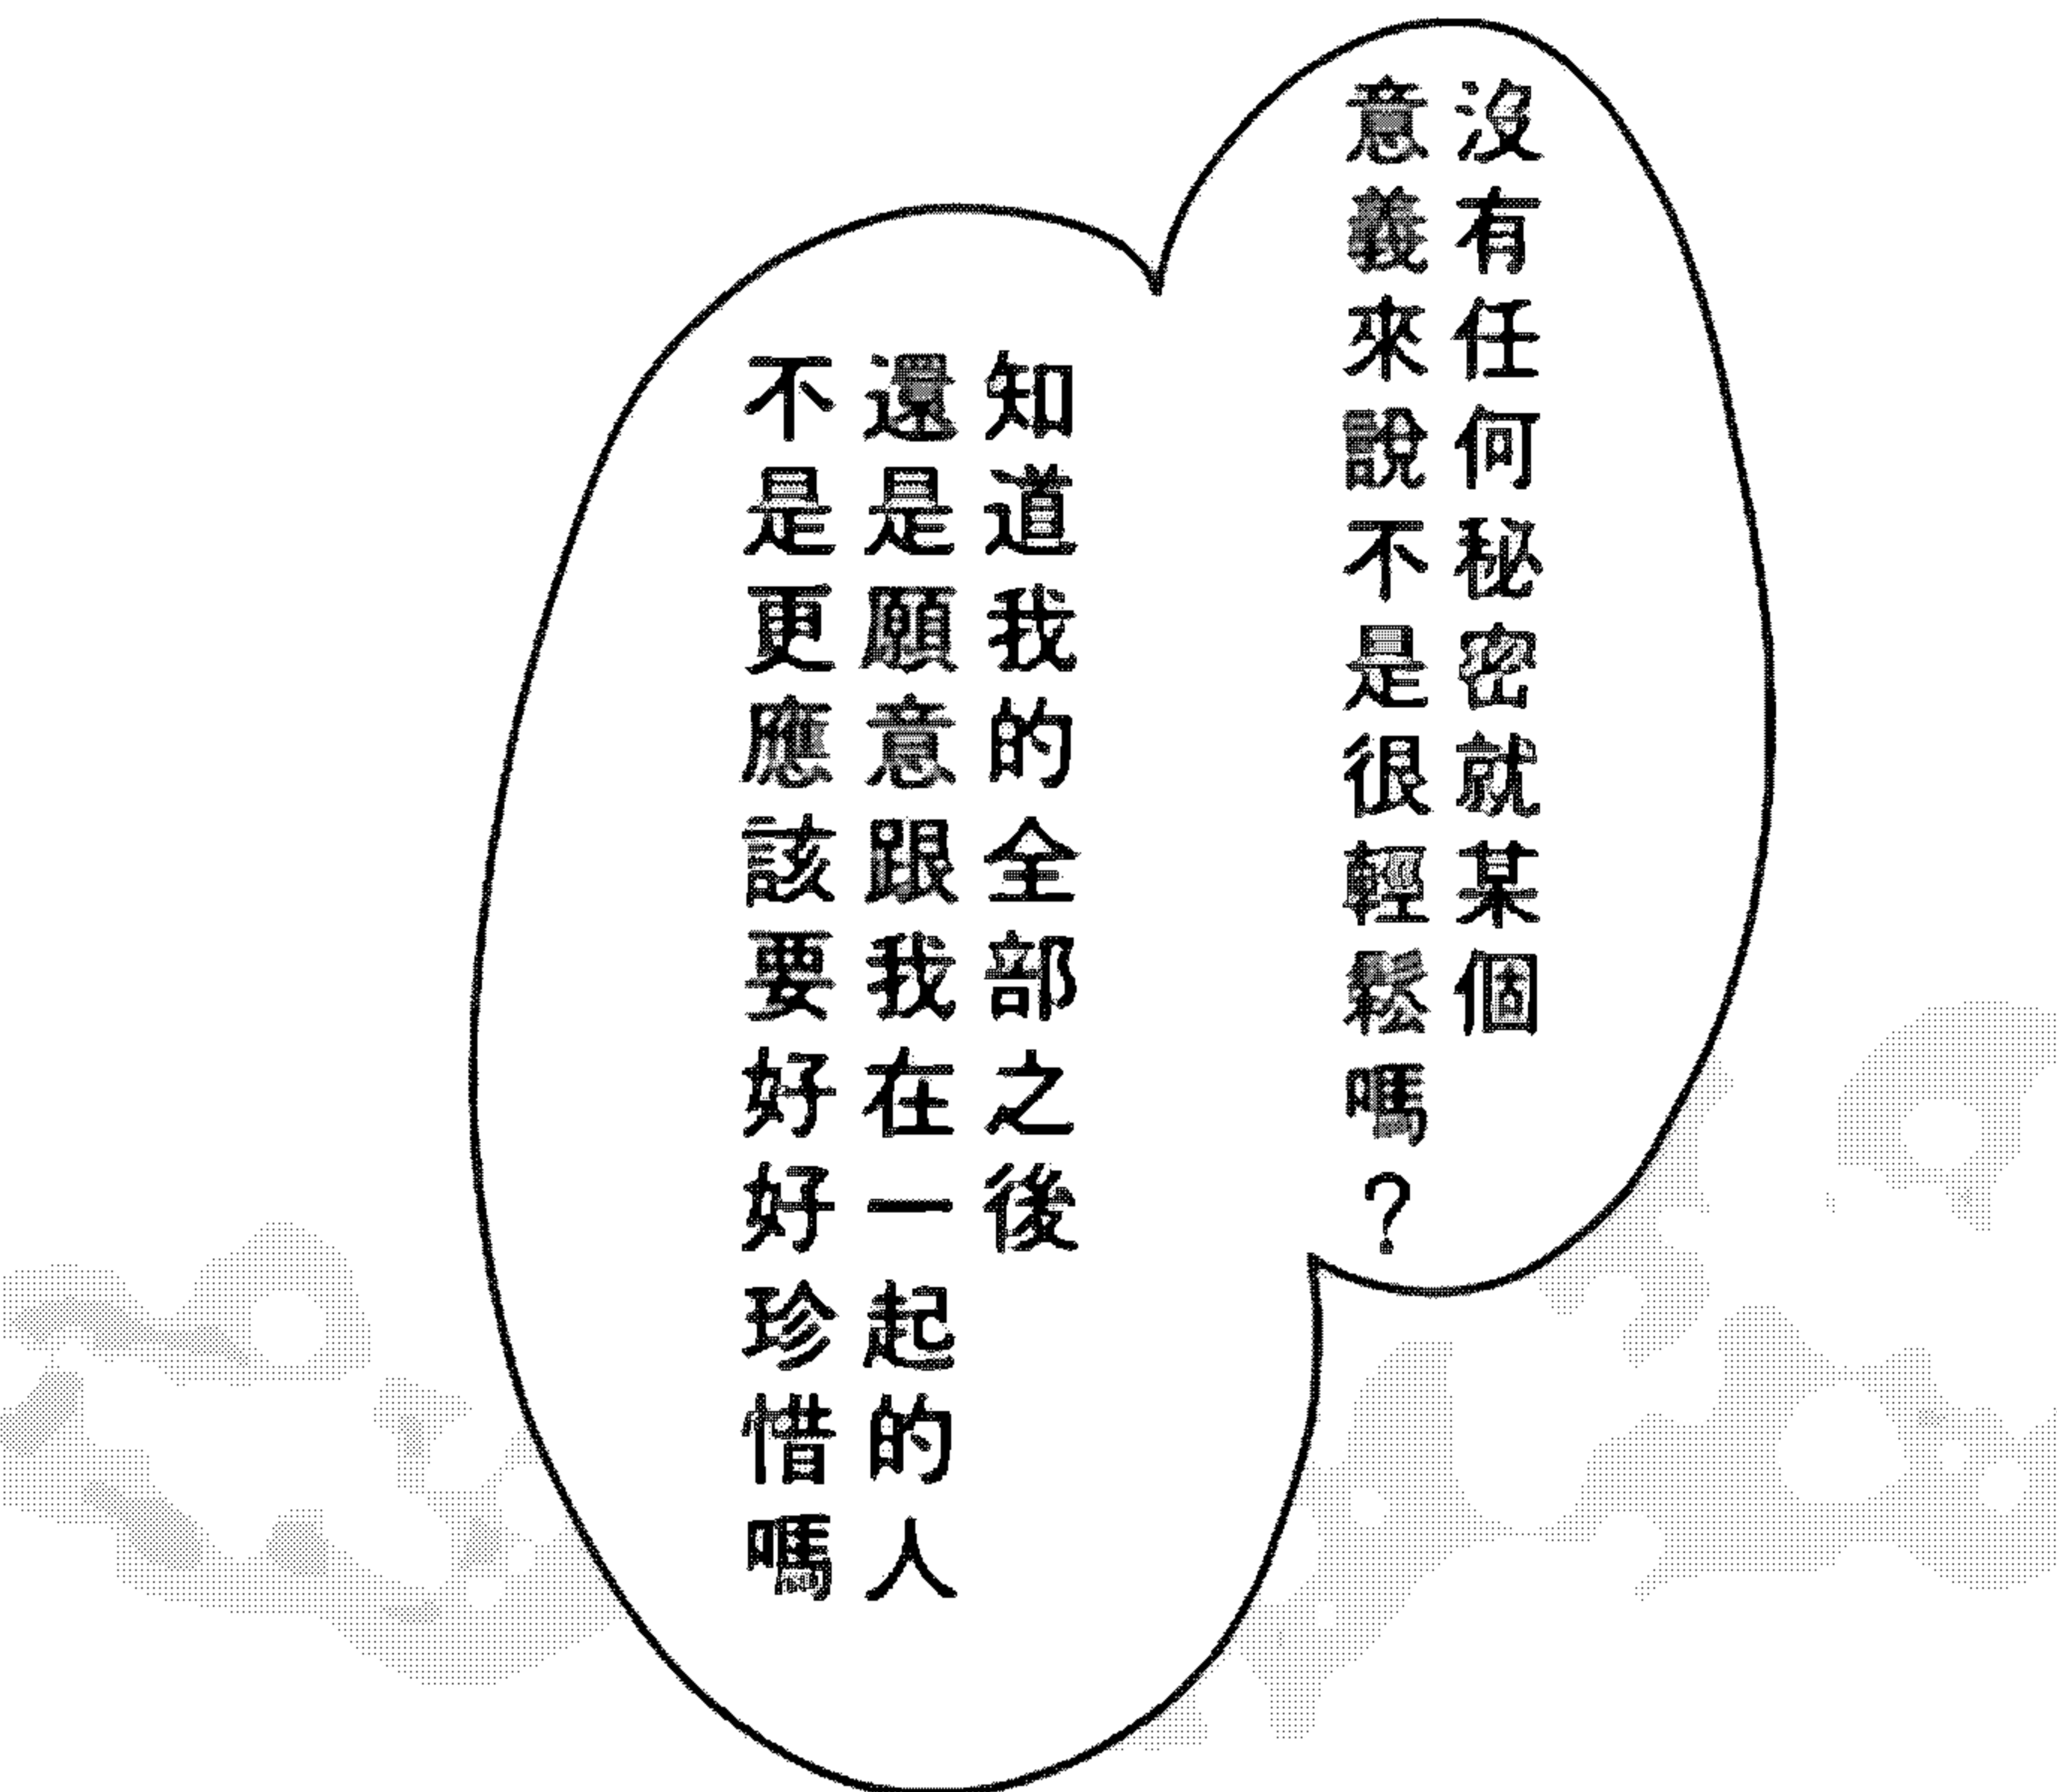 沒有任何秘密就某個
意義來說不是很輕鬆嗎？
知道我的全部之後
還是願意跟我在一起的人
不是更應該要好好珍惜嗎